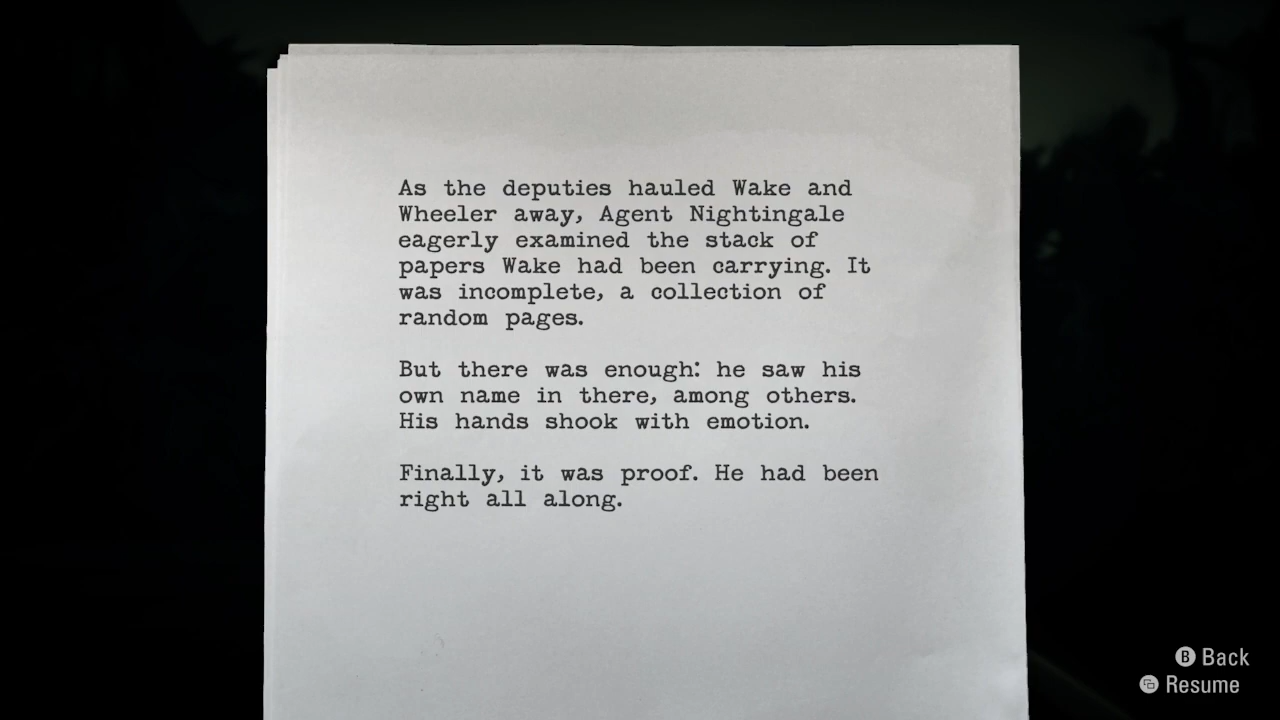 As the deputies hauled Wake and
Wheeler away, Agent Nightingale
eagerly examined the stack of
papers Wake had been carrying. It
was incomplete, a collection of
random pages.
But there was enough: he saw his
own name in there, among others.
His hands shook with emotion.
Finally, it was proof. He had been
right all along.
B Back
Resume